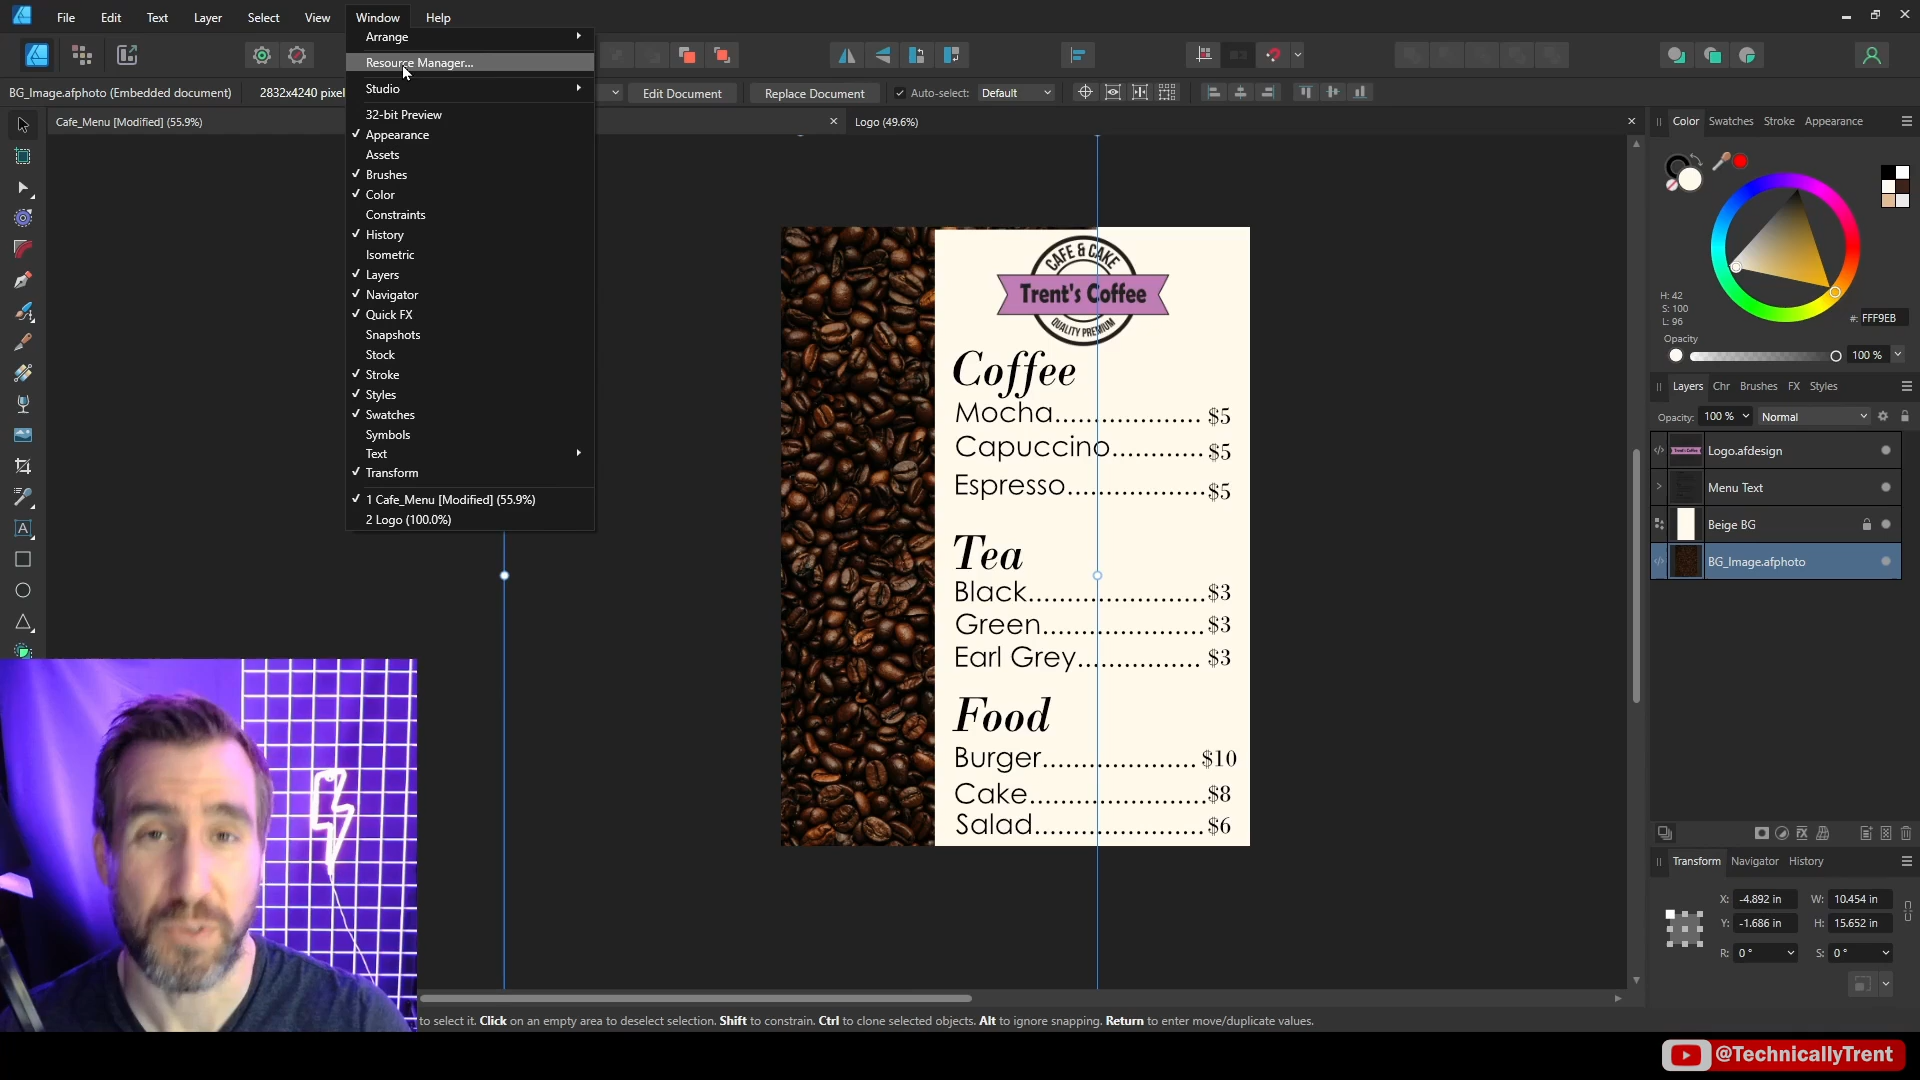 File Edit Text Layer Select View Window Help
Arrange
Resource Manager...
Studio
32-bit Preview
Appearance
Assets
Brushes
Color
Constraints
History
Isometric
Layers
Navigator
Quick FX
Snapshots
Stock
Stroke
Styles
Swatches
Symbols
Text
Transform
1 Cafe_Menu [Modified] (55.9%)
2 Logo (100.0%)
BG_Image.afphoto (Embedded document) 2832x4240 pixel
Edit Document Replace Document Auto-select: Default
Cafe_Menu [Modified] (55.9%)
Logo (49.6%)
CAFE & CAKE
Trent's Coffee
QUALITY PREMIUM
Coffee
Mocha................... $5
Capuccino............$5
Espresso..................$5
Tea
Black.......................$3
Green.....................$3
Earl Grey................ $3
Food
Burger.................... $10
Cake.......................$8
Salad......................$6
Color Swatches Stroke Appearance
H: 42
S: 100
L: 96
#: FFF9EB
Opacity
100 %
Layers Chr Brushes FX Styles
Opacity: 100 % Normal
Trent's Coffee
Logo.afdesign
Menu Text
Beige BG
BG_Image.afphoto
Transform Navigator History
X: -4.892 in W: 10.454 in
Y: -1.686 in H: 15.652 in
R: 0 ° S: 0 °
to select it. Click on an empty area to deselect selection. Shift to constrain. Ctrl to clone selected objects. Alt to ignore snapping. Return to enter move/duplicate values.
@TechnicallyTrent